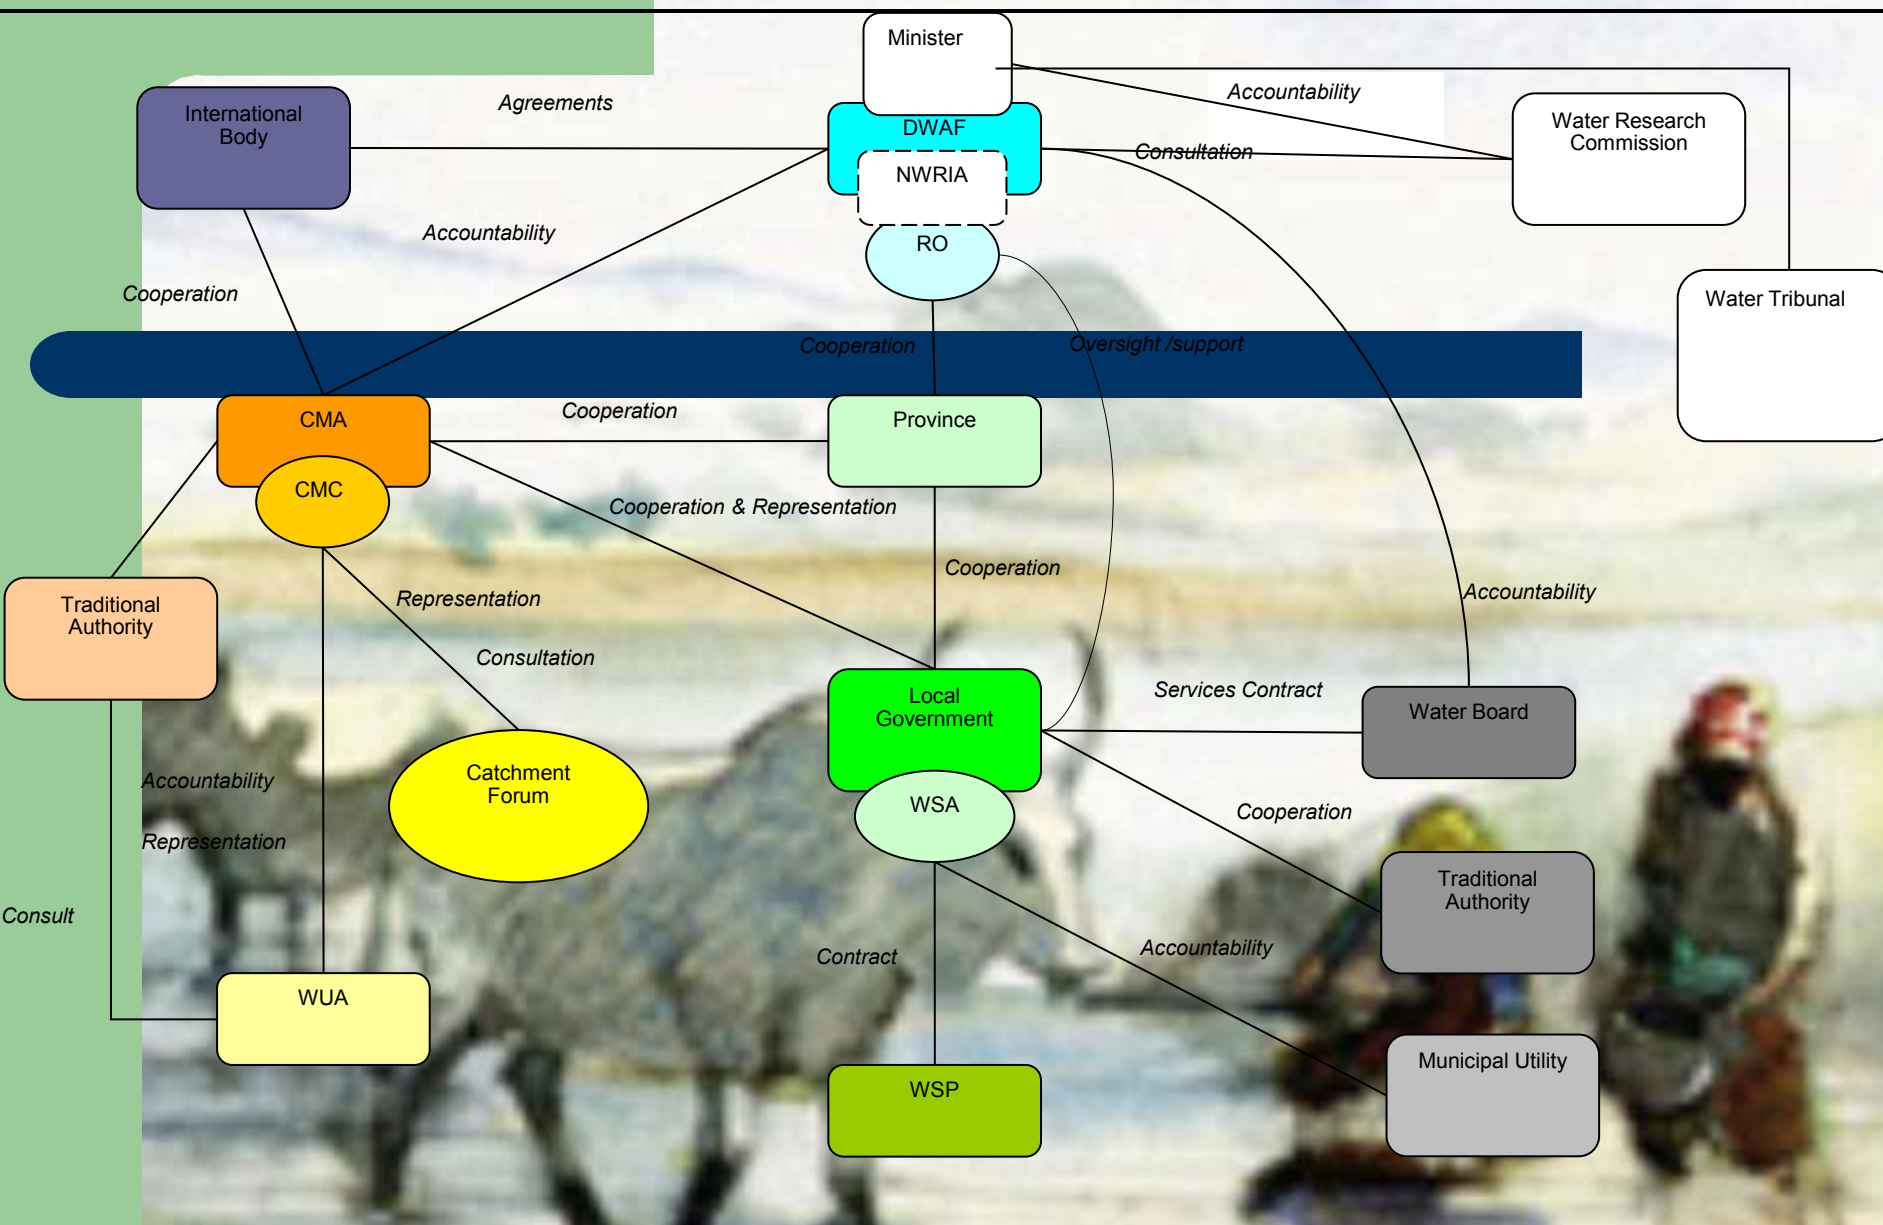 Minister
Agreements
Accountability
International
Body
DWAF
Water Research
Commission
Consultation
NWRIA
Accountability
RO
Cooperation
Water Tribunal
Cooperation
Oversight /support
CMA
Cooperation
Province
CMC
Cooperation & Representation
Cooperation
Representation
Accountability
Traditional
Authority
Consultation
Local
Government
Services Contract
Water Board
Catchment
Forum
Accountability
WSA
Cooperation
Representation
Traditional
Authority
Consult
Contract
Accountability
WUA
Municipal Utility
WSP